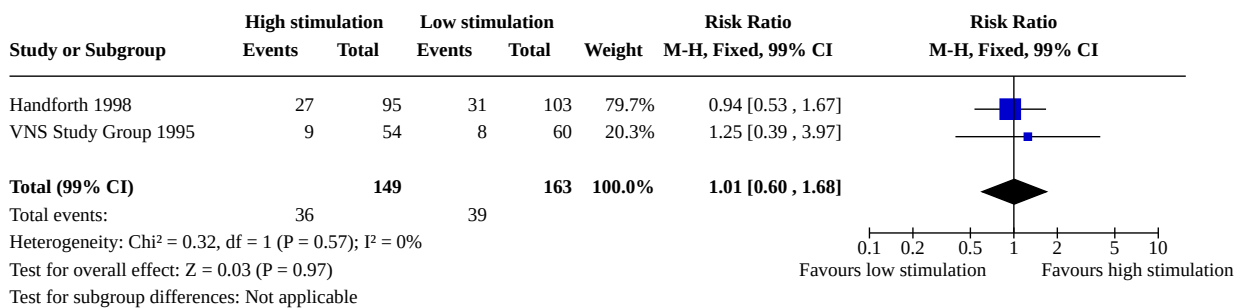 High stimulation Low stimulation Risk Ratio Risk Ratio
Study or Subgroup Events Total Events Total Weight M-H, Fixed, 99% CI M-H, Fixed, 99% CI
Handforth 1998 27 95 31 103 79.7% 0.94 [0.53 , 1.67]
VNS Study Group 1995 9 54 8 60 20.3% 1.25 [0.39 , 3.97]
Total (99% CI) 149 163 100.0% 1.01 [0.60 , 1.68]
Total events: 36 39
Heterogeneity: Chi² = 0.32, df = 1 (P = 0.57); I² = 0%
0.1 0.2 0.5 1 2 5 10
Test for overall effect: Z = 0.03 (P = 0.97) Favours low stimulation Favours high stimulation
Test for subgroup differences: Not applicable